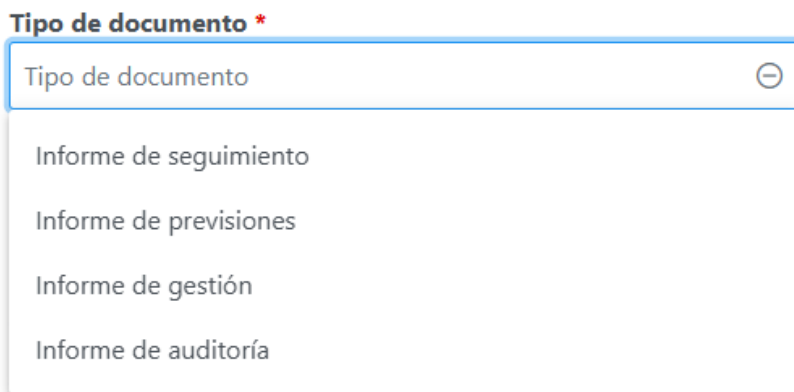 Tipo de documento *
Tipo de documento
Informe de seguimiento
Informe de previsiones
Informe de gestión
Informe de auditoría